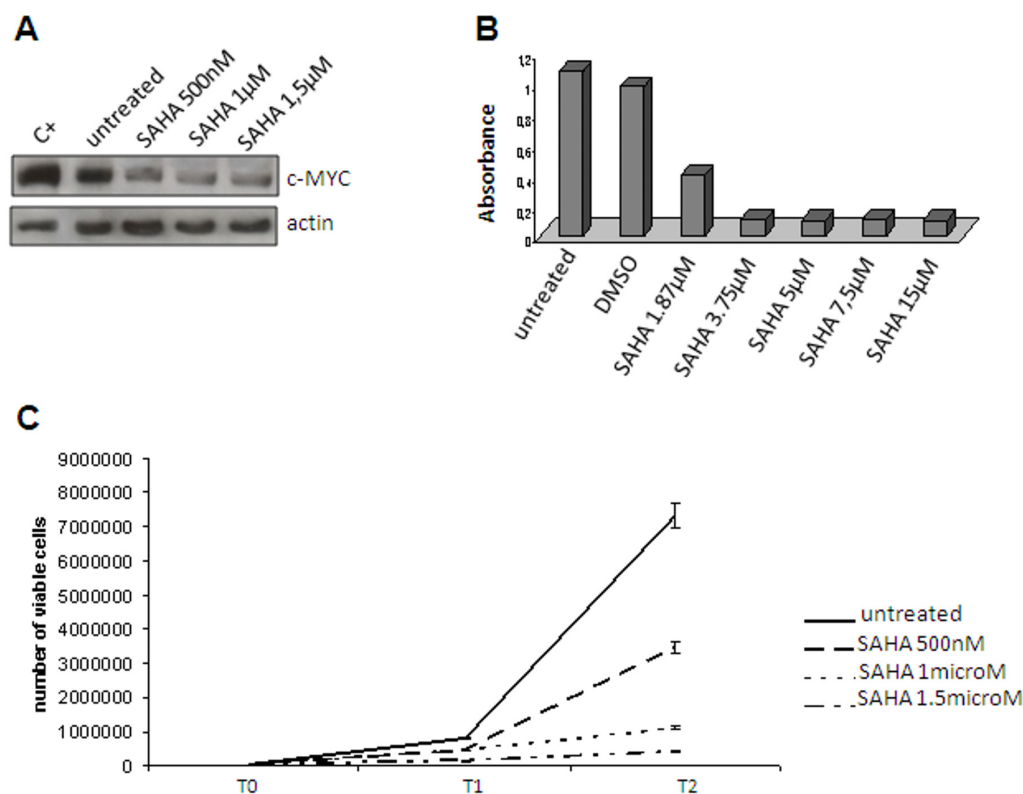 A
C+
untreated
SAHA 500nM
SAHA 1µM
SAHA 1,5µM
c-MYC
actin
B
Absorbance
1,2
1
0,8
0,6
0,4
0,2
0
untreated
DMSO
SAHA 1.87µM
SAHA 3.75µM
SAHA 5µM
SAHA 7,5µM
SAHA 15µM
C
number of viable cells
9000000
8000000
7000000
6000000
5000000
4000000
3000000
2000000
1000000
0
T0
T1
T2
untreated
SAHA 500nM
SAHA 1microM
SAHA 1.5microM